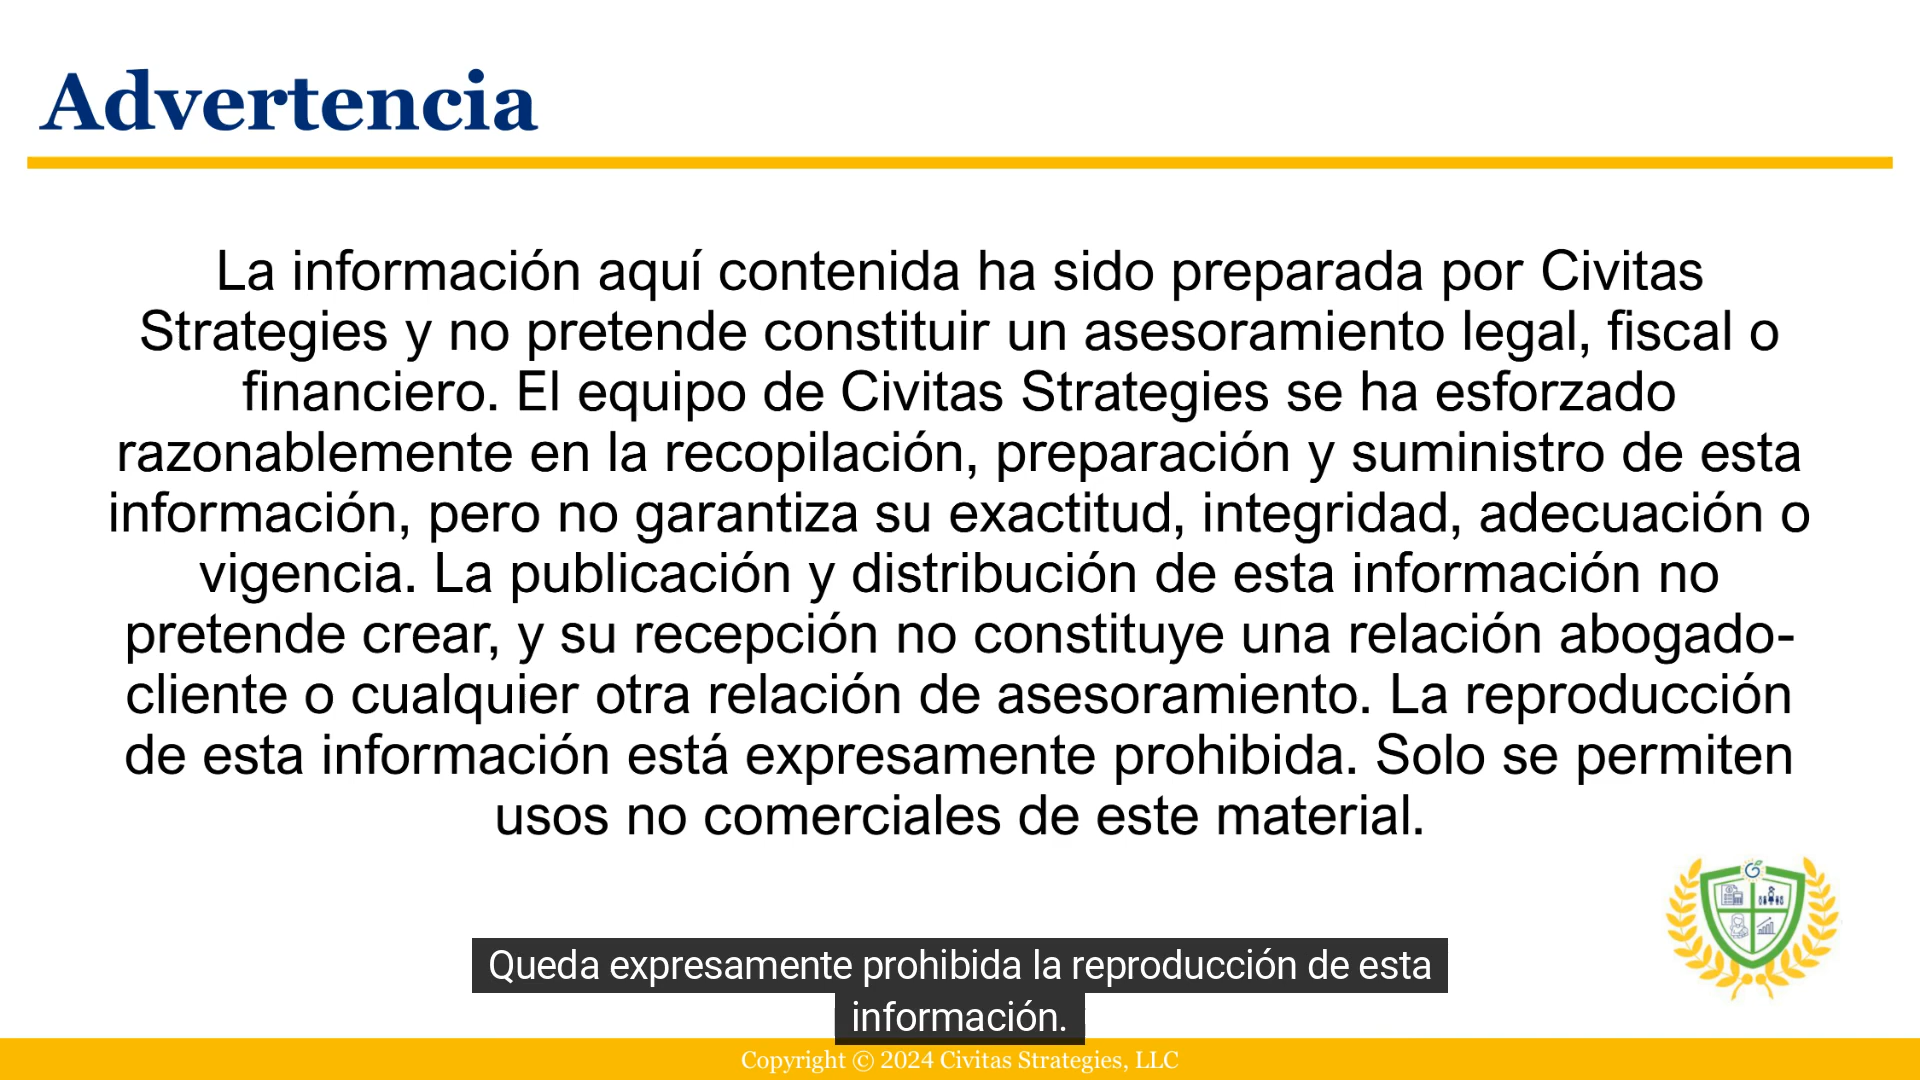 Advertencia
La información aquí contenida ha sido preparada por Civitas
Strategies y no pretende constituir un asesoramiento legal, fiscal o
financiero. El equipo de Civitas Strategies se ha esforzado
razonablemente en la recopilación, preparación y suministro de esta
información, pero no garantiza su exactitud, integridad, adecuación o
vigencia. La publicación y distribución de esta información no
pretende crear, y su recepción no constituye una relación abogado-
cliente o cualquier otra relación de asesoramiento. La reproducción
de esta información está expresamente prohibida. Solo se permiten
usos no comerciales de este material.
Queda expresamente prohibida la reproducción de esta
información.
Copyright © 2024 Civitas Strategies, LLC